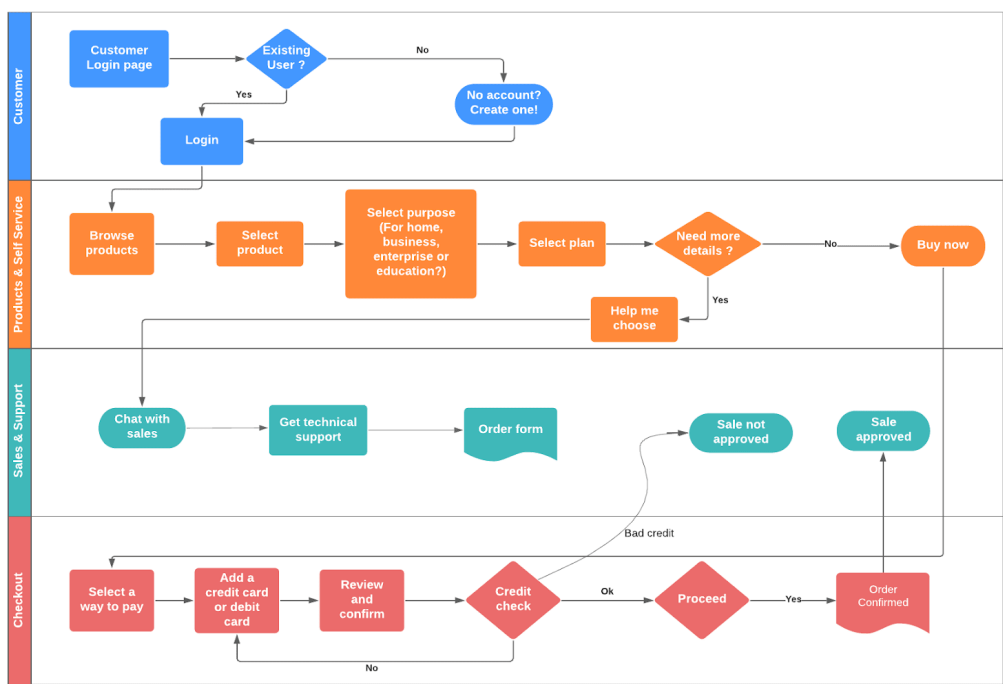 Customer
Customer
Login page
Existing
User ?
No
No account?
Create one!
Yes
Login
Products & Self Service
Browse
products
Select
product
Select purpose
(For home,
business,
enterprise or
education?)
Select plan
Need more
details ?
No
Buy now
Yes
Help me
choose
Sales & Support
Chat with
sales
Get technical
support
Order form
Sale not
approved
Sale
approved
Bad credit
Checkout
Select a
way to pay
Add a
credit card
or debit
card
Review
and
confirm
Credit
check
Ok
Proceed
Yes
Order
Confirmed
No